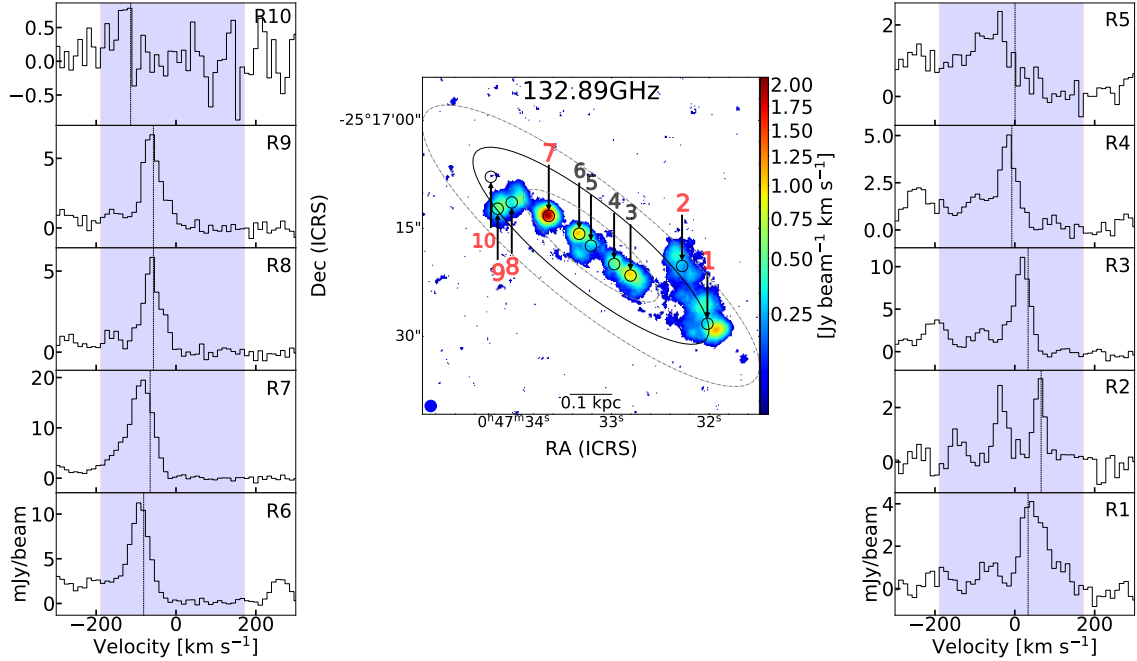 R10
0.5
0.0
−0.5
R9
5
0
R8
5
0
R7
20
10
0
R6
10
5
0
mJy/beam
−200 0 200
Velocity [km s⁻¹]
132.89GHz
-25°17'00"
15"
30"
Dec (ICRS)
7
6
5
4
3
2
1
10
9
8
0.1 kpc
0ʰ47ᵐ34ˢ 33ˢ 32ˢ
RA (ICRS)
2.00
1.75
1.50
1.25
1.00
0.75
0.50
0.25
[Jy beam⁻¹ km s⁻¹]
R5
2
0
R4
5.0
2.5
0.0
R3
10
5
0
R2
2
0
R1
4
2
0
mJy/beam
−200 0 200
Velocity [km s⁻¹]